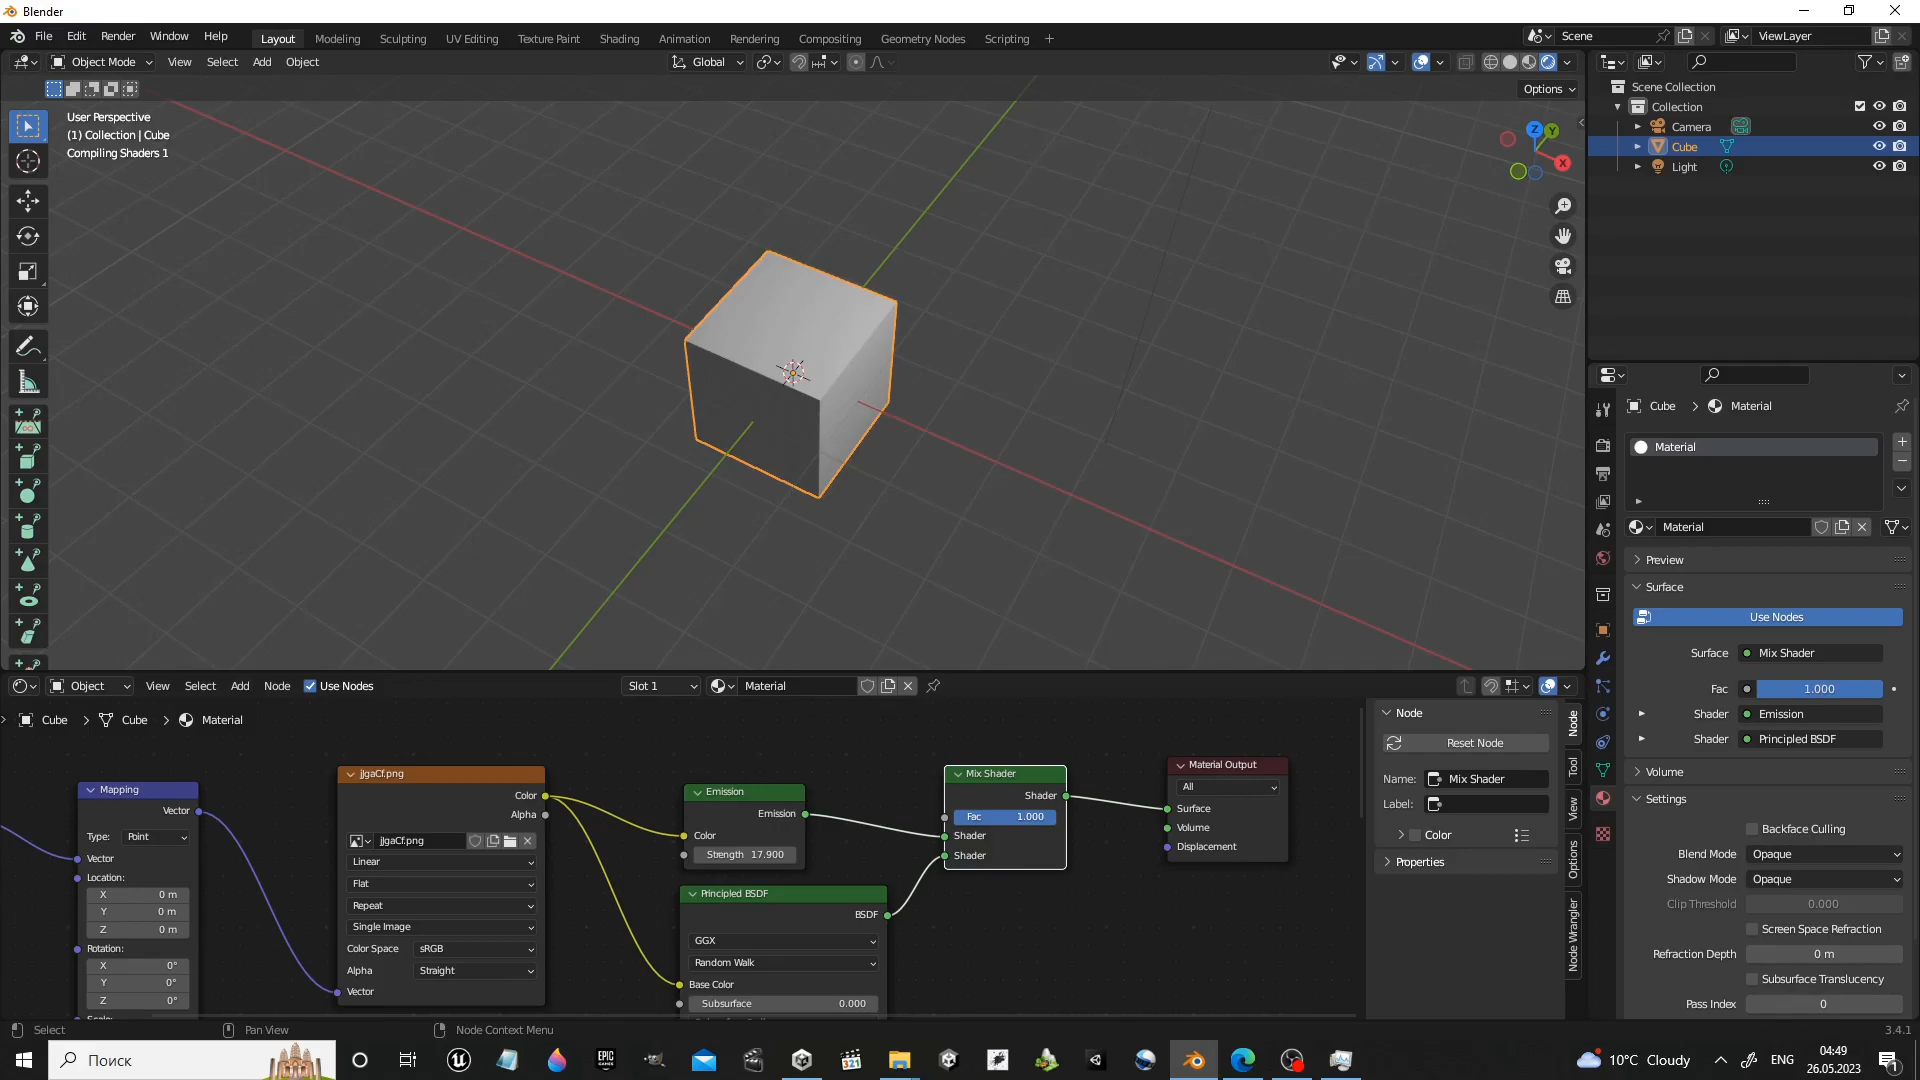 Blender
File Edit Render Window Help
Layout Modeling Sculpting UV Editing Texture Paint Shading Animation Rendering Compositing Geometry Nodes Scripting +
Scene
ViewLayer
Object Mode View Select Add Object
Global
Options
User Perspective
(1) Collection | Cube
Compiling Shaders 1
Z
Y
X
Scene Collection
Collection
Camera
Cube
Light
Cube > Material
Material
Material
Preview
Surface
Use Nodes
Surface Mix Shader
Fac 1.000
Shader Emission
Shader Principled BSDF
Volume
Settings
Backface Culling
Blend Mode Opaque
Shadow Mode Opaque
Clip Threshold 0.000
Screen Space Refraction
Refraction Depth 0 m
Subsurface Translucency
Pass Index 0
Object View Select Add Node Use Nodes
Slot 1
Material
Cube > Cube > Material
Mapping
Vector
Type: Point
Vector
Location:
X 0 m
Y 0 m
Z 0 m
Rotation:
X 0°
Y 0°
Z 0°
jJgaCf.png
Color
Alpha
jJgaCf.png
Linear
Flat
Repeat
Single Image
Color Space sRGB
Alpha Straight
Vector
Emission
Emission
Color
Strength 17.900
Principled BSDF
BSDF
GGX
Random Walk
Base Color
Subsurface 0.000
Mix Shader
Shader
Fac 1.000
Shader
Shader
Material Output
All
Surface
Volume
Displacement
Node
Reset Node
Name: Mix Shader
Label:
Color
Properties
Node
Tool
View
Options
Node Wrangler
Select
Pan View
Node Context Menu
3.4.1
Поиск
EPIC GAMES
321
10°C Cloudy
ENG
04:49
26.05.2023
1